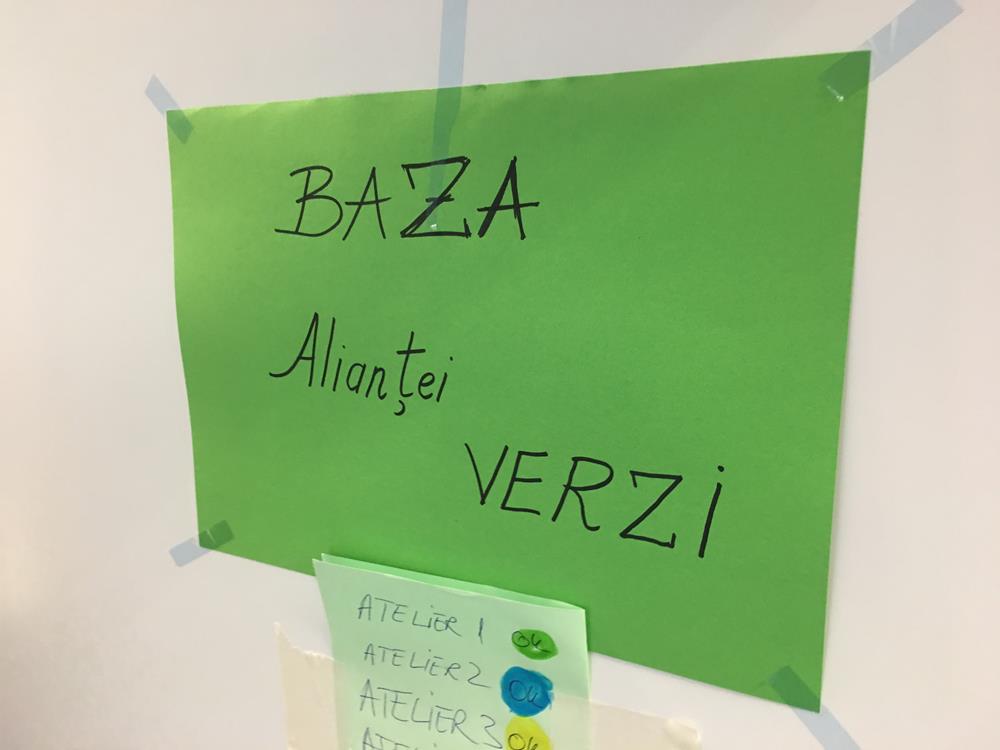 BAZA
Alianței
VERZi
ATELiER 1 OK
ATELiER 2 OK
ATELiER 3 OK